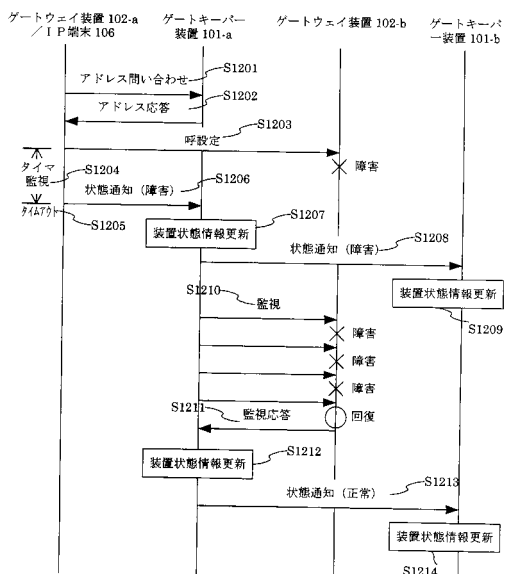 ゲートウェイ装置 102-a
／ＩＰ端末 106
ゲートキーパー
装置101-a
ゲートウェイ装置 102-b
ゲートキーパ
ー装置 101-b
アドレス問い合わせ
S1201
アドレス応答
S1202
呼設定
S1203
タイマ
監視
S1204
障害
状態通知（障害）
S1206
タイムアウト
S1205
装置状態情報更新
S1207
状態通知（障害）
S1208
装置状態情報更新
S1209
S1210
監視
障害
障害
障害
S1211
監視応答
回復
装置状態情報更新
S1212
状態通知（正常）
S1213
装置状態情報更新
S1214